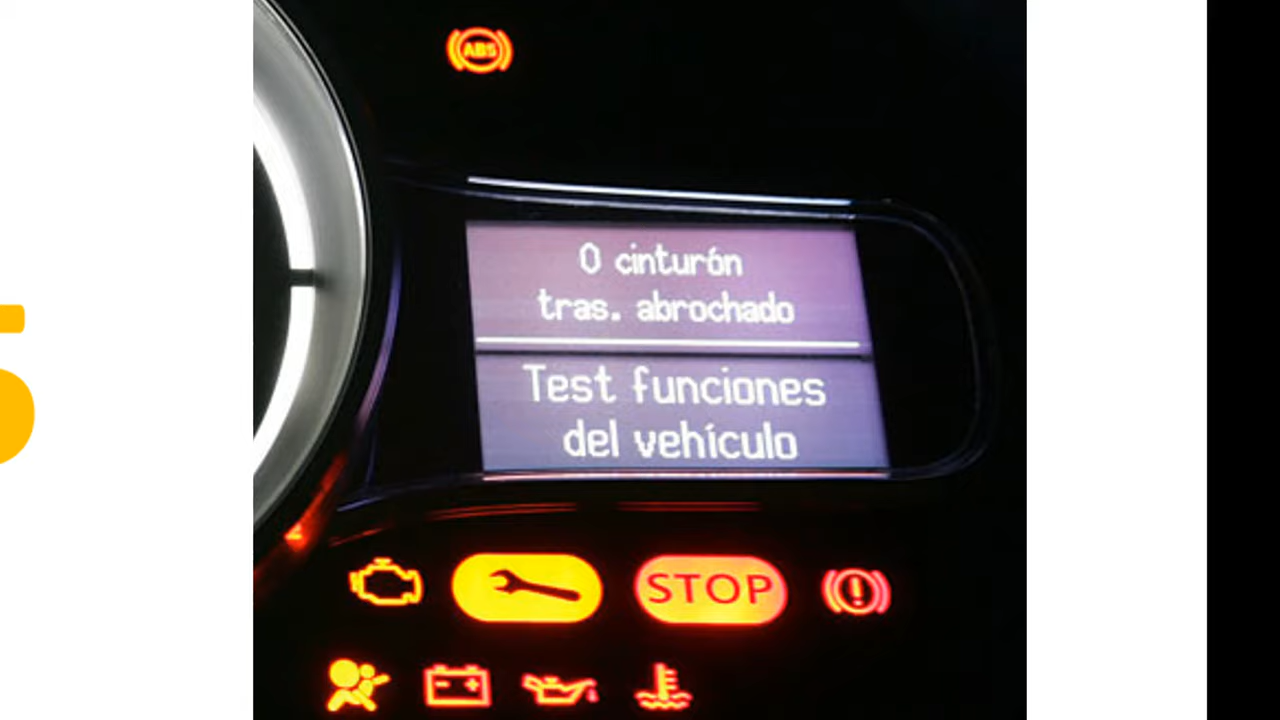 ABS
0 cinturón
tras. abrochado
Test funciones
del vehículo
STOP